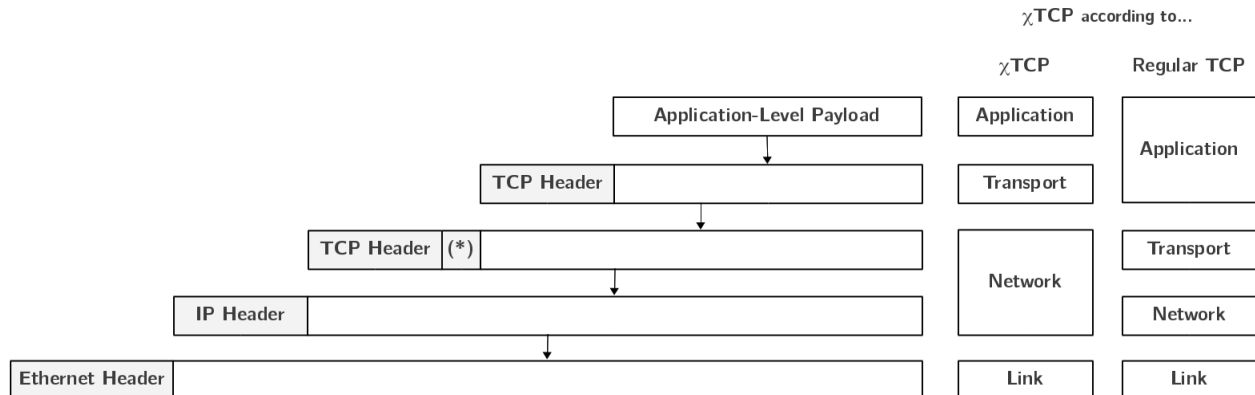 χTCP according to...
χTCP Regular TCP
Application-Level Payload Application
Application
TCP Header Transport
TCP Header (*) Transport
Network
IP Header Network
Ethernet Header Link Link